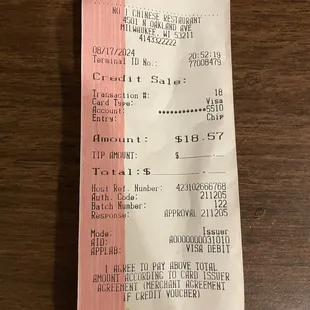 NO 1 CHINESE RESTAURANT
4501 N OAKLAND AVE
MILWAUKEE, WI 53211
4143322222
08/17/2024 20:52:19
Terminal ID No.: 77008479
Credit Sale:
Transaction #: 18
Card Type: Visa
Account: ●●●●●●●●●●●●5510
Entry: Chip
Amount: $18.57
TIP AMOUNT: $
Total: $
Host Ref. Number: 423102666768
Auth. Code: 211205
Batch Number: 122
Response: APPROVAL 211205
Mode: Issuer
AID: A0000000031010
APPLAB: VISA DEBIT
I AGREE TO PAY ABOVE TOTAL
AMOUNT ACCORDING TO CARD ISSUER
AGREEMENT (MERCHANT AGREEMENT
IF CREDIT VOUCHER)